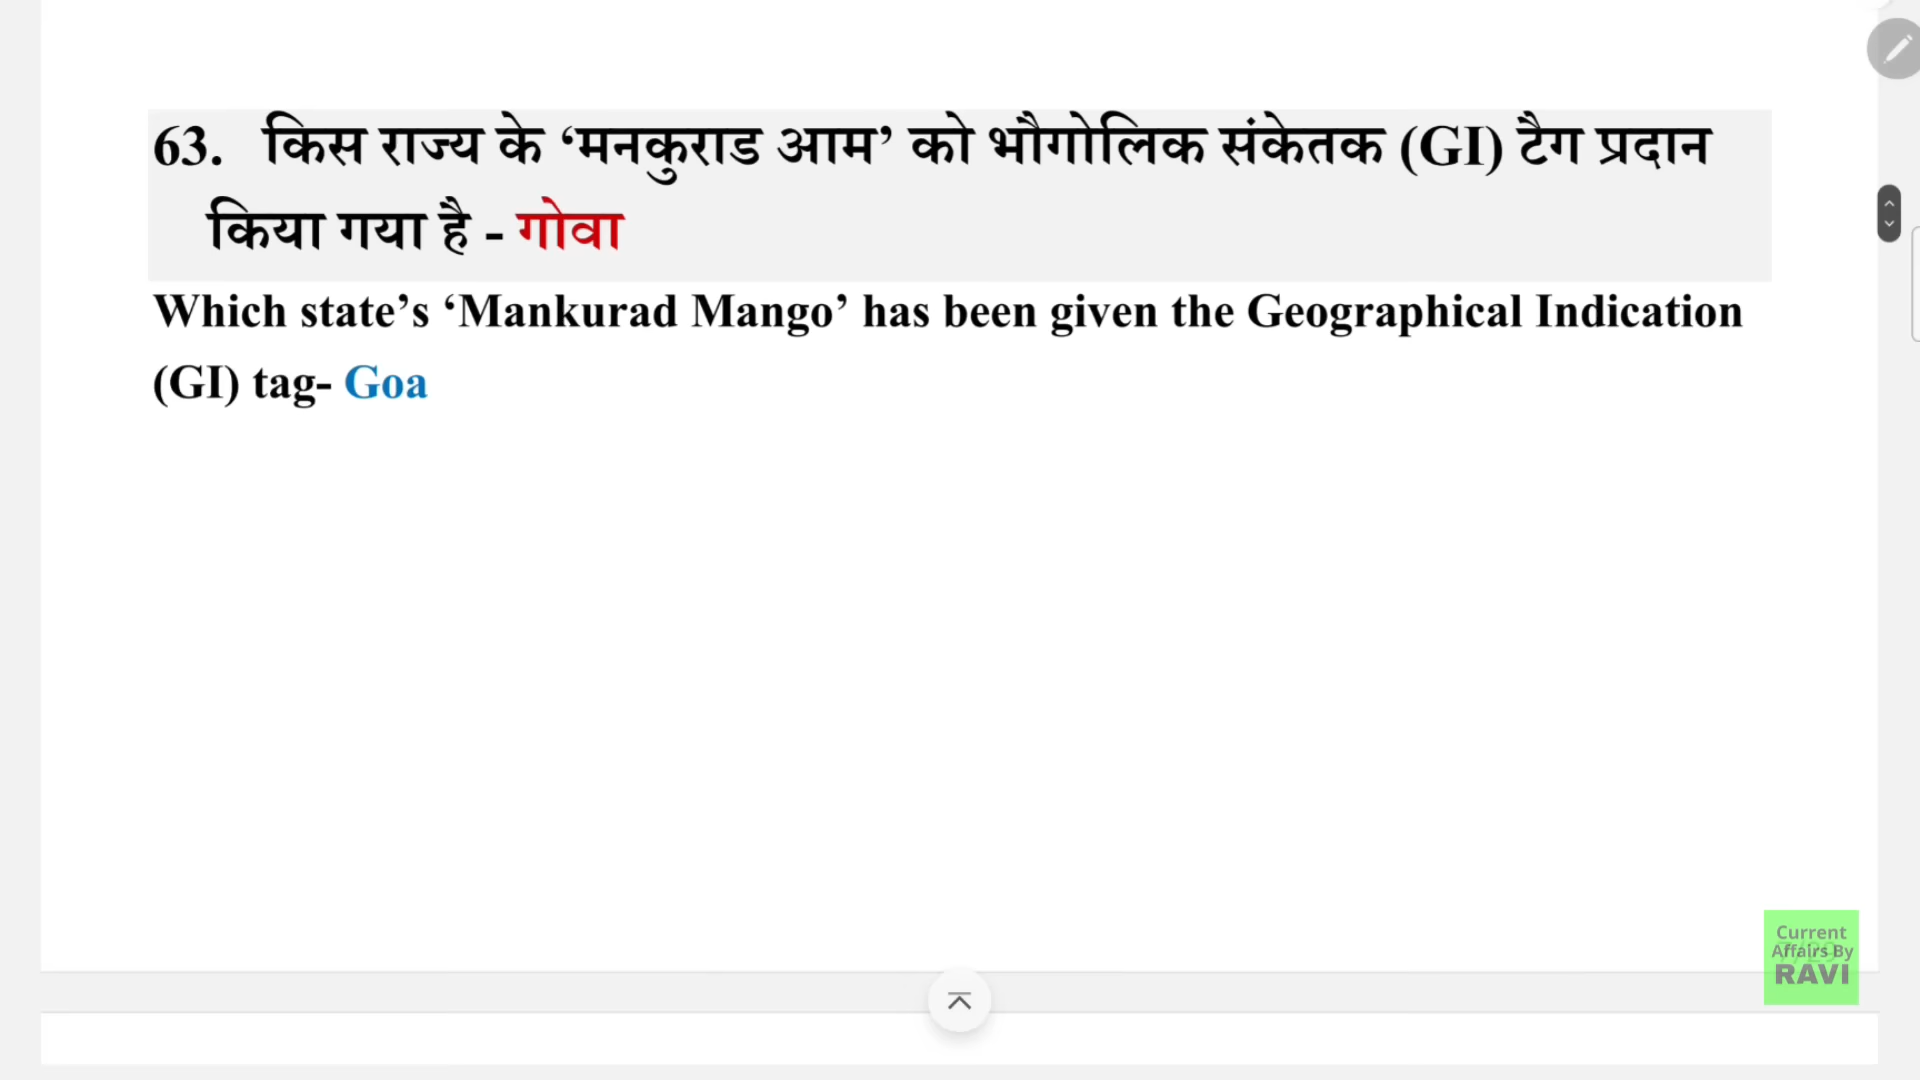 63. किस राज्य के ‘मनकुराड आम’ को भौगोलिक संकेतक (GI) टैग प्रदान
किया गया है - गोवा
Which state’s ‘Mankurad Mango’ has been given the Geographical Indication
(GI) tag- Goa
Current
Affairs By
RAVI